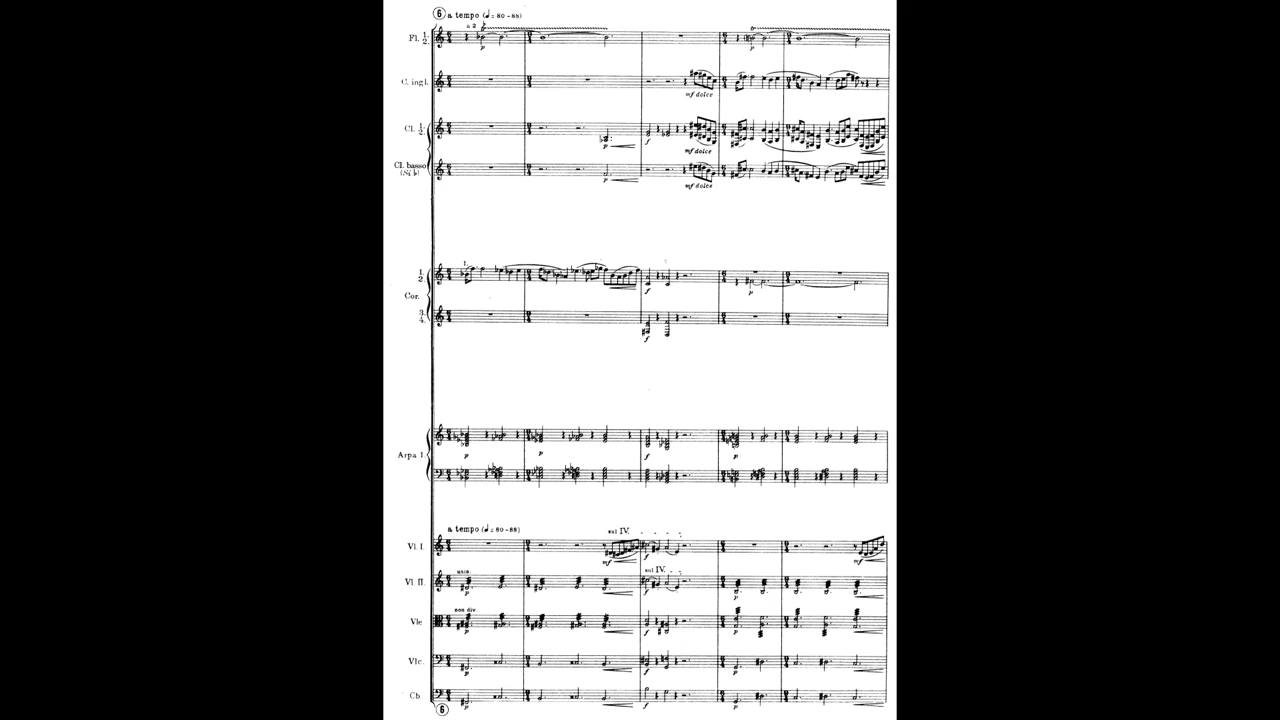 6 a tempo (♩= 80-88)
a 2
Fl. 1. 2.
p p
C. ingl.
mf dolce
Cl. 1. 2.
p f
mf dolce
Cl. basso
(Si b)
p
mf dolce
I.
1. 2.
f p
Cor.
3. 4.
f
Arpa I.
p p f p
a tempo (♩= 80-88)
sul IV.
Vl. I.
mf f mf
unis.
sul IV.
Vl. II.
p f p
non div.
Vle
p f p
Vlc.
p f p
Cb.
p f p
6